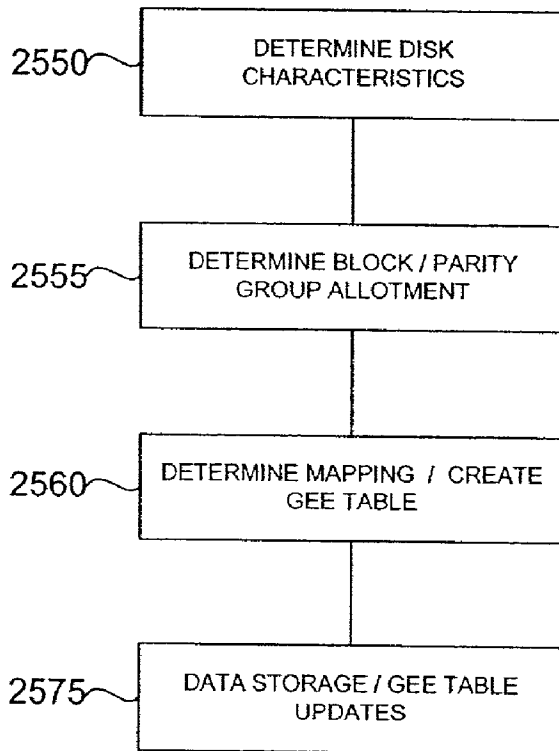 2550
DETERMINE DISK
CHARACTERISTICS
2555
DETERMINE BLOCK / PARITY
GROUP ALLOTMENT
2560
DETERMINE MAPPING / CREATE
GEE TABLE
2575
DATA STORAGE / GEE TABLE
UPDATES